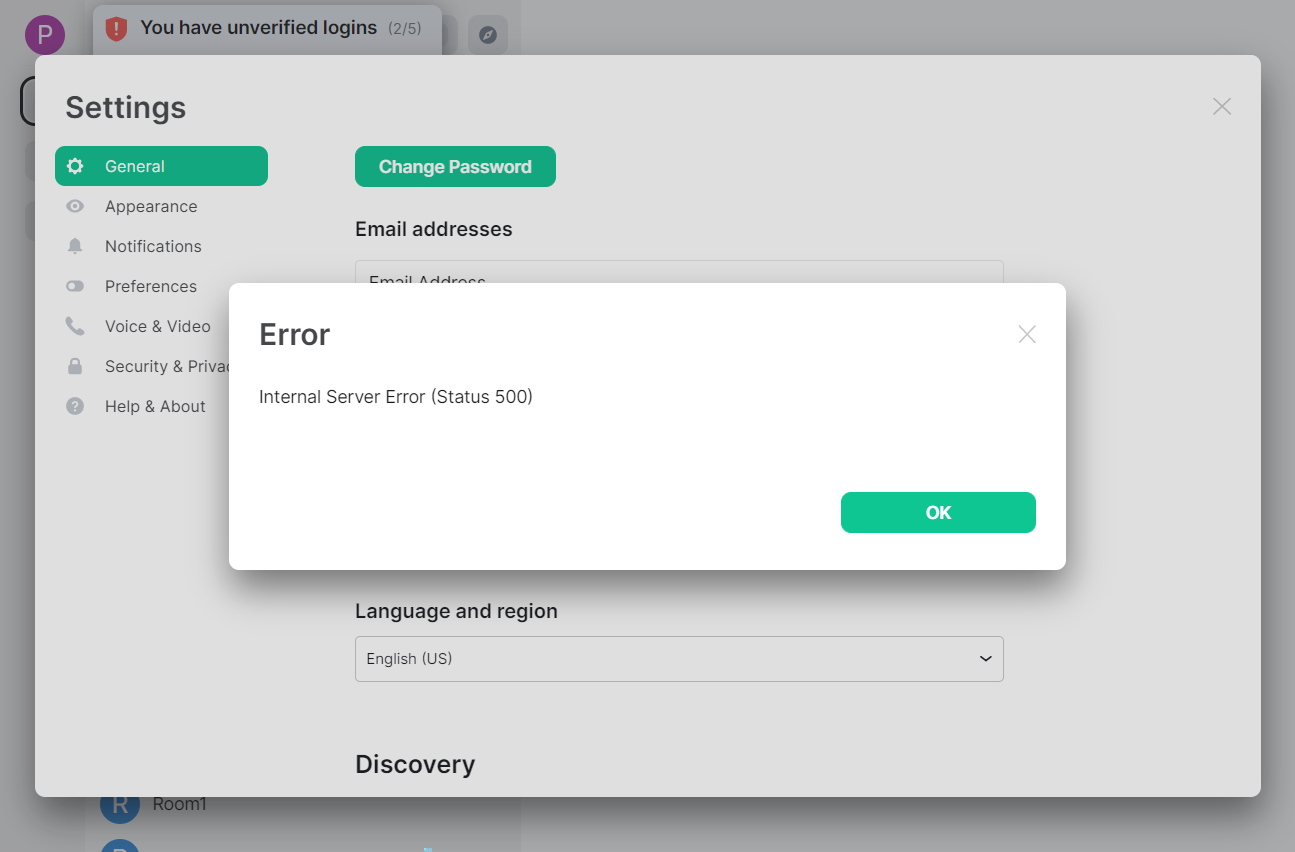 P
You have unverified logins (2/5)
Settings
General
Appearance
Notifications
Preferences
Voice & Video
Security & Priva
Help & About
Change Password
Email addresses
Email Address
Error
Internal Server Error (Status 500)
OK
Language and region
English (US)
Discovery
R Room1